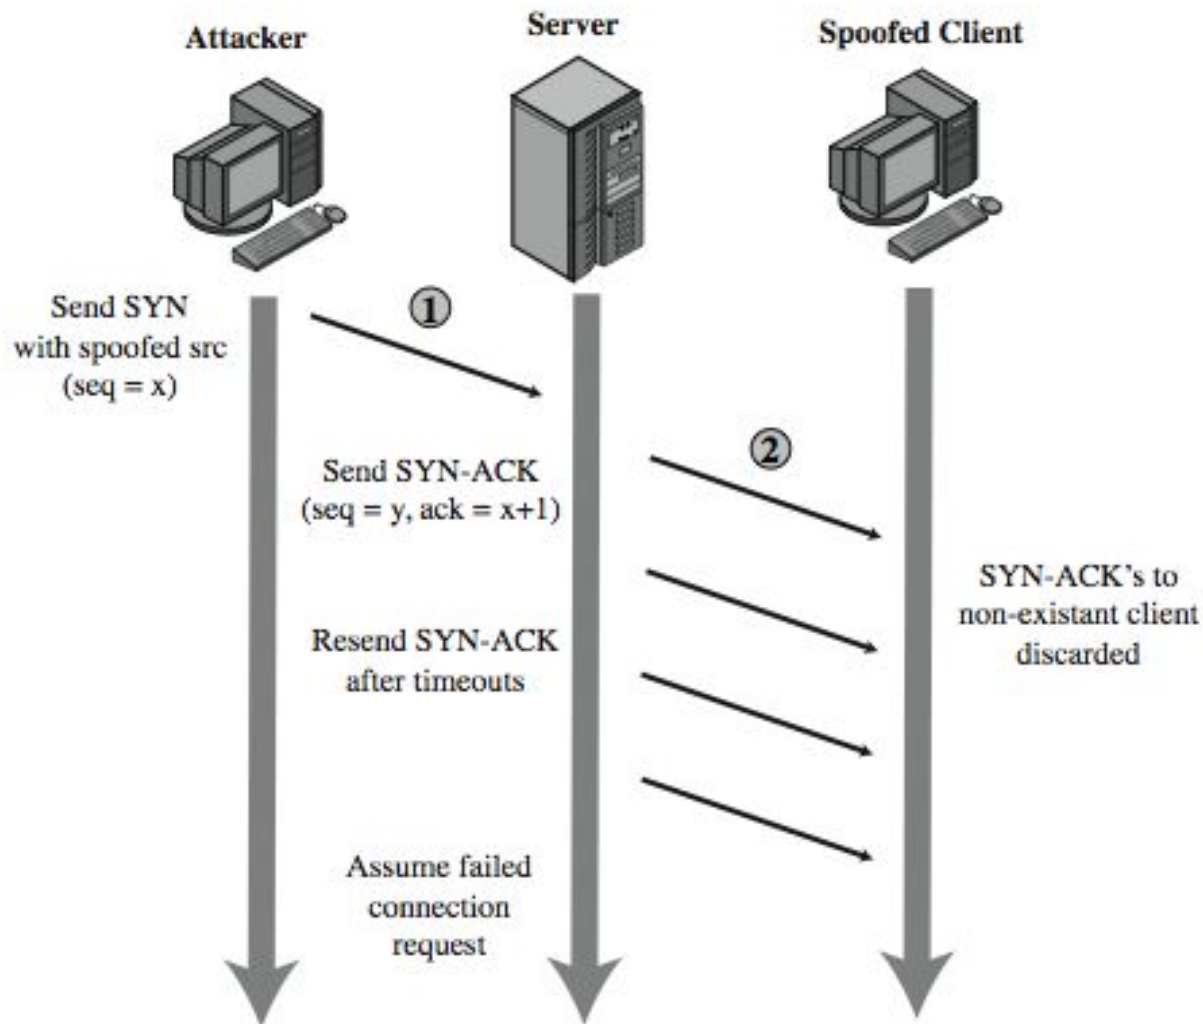 Attacker
Server
Spoofed Client
Send SYN
with spoofed src
(seq = x)
1
Send SYN-ACK
(seq = y, ack = x+1)
2
Resend SYN-ACK
after timeouts
SYN-ACK's to
non-existant client
discarded
Assume failed
connection
request